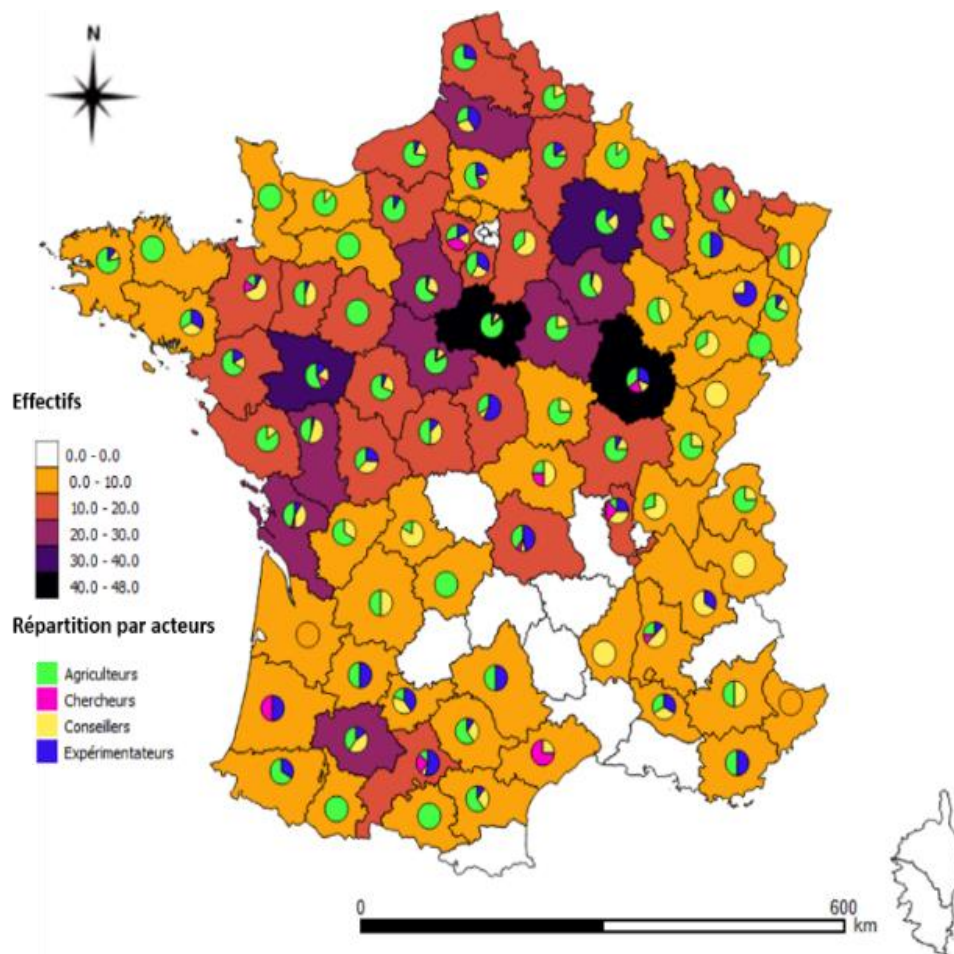 N
Effectifs
0.0 - 0.0
0.0 - 10.0
10.0 - 20.0
20.0 - 30.0
30.0 - 40.0
40.0 - 48.0
Répartition par acteurs
Agriculteurs
Chercheurs
Conseillers
Expérimentateurs
0 600
km